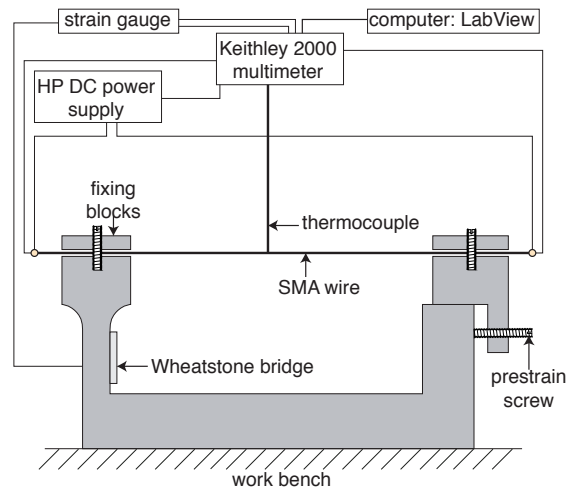 strain gauge
computer: LabView
Keithley 2000
multimeter
HP DC power
supply
fixing
blocks
thermocouple
SMA wire
Wheatstone bridge
prestrain
screw
work bench